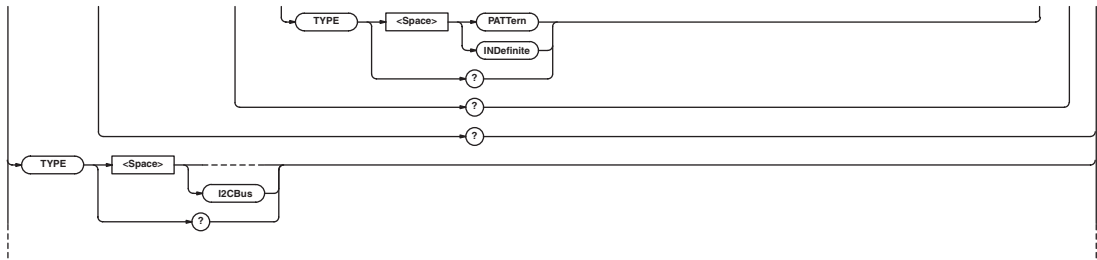 TYPE <Space> PATTern
INDefinite
?
?
?
TYPE <Space>
I2CBus
?